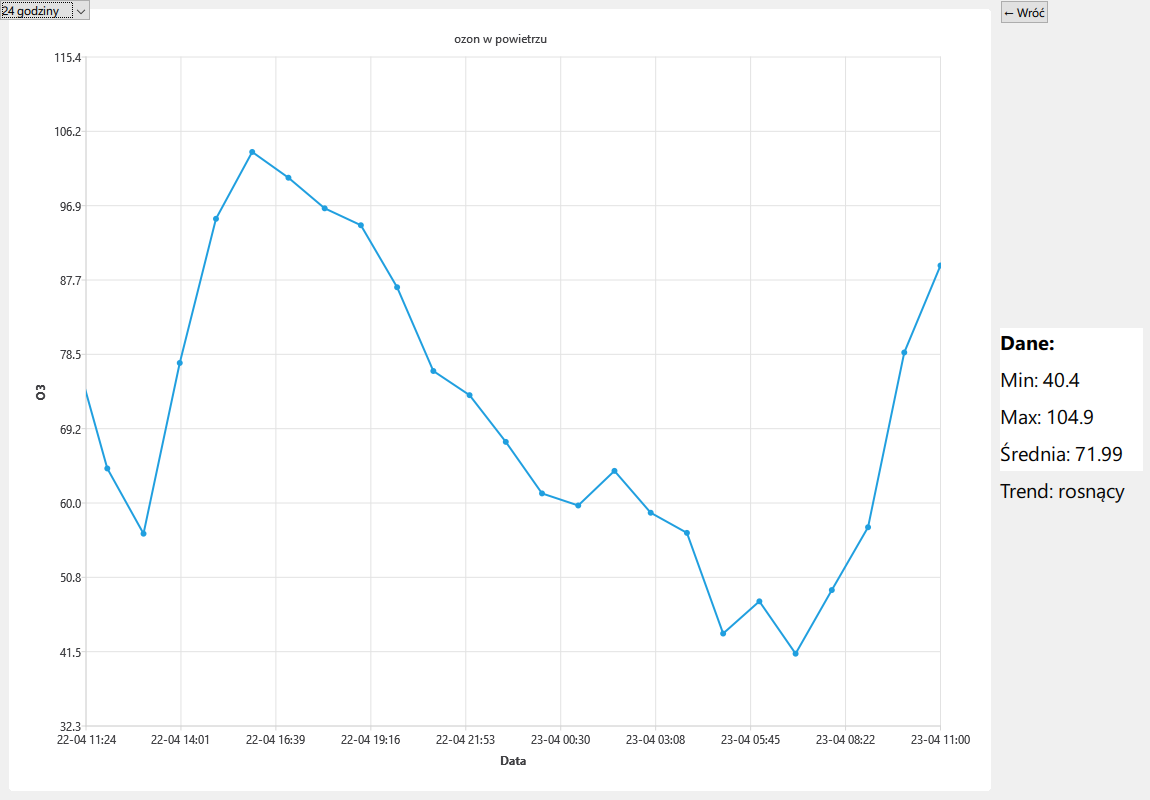 24 godziny
← Wróć
ozon w powietrzu
115.4
106.2
96.9
87.7
78.5
69.2
60.0
50.8
41.5
32.3
O3
22-04 11:24 22-04 14:01 22-04 16:39 22-04 19:16 22-04 21:53 23-04 00:30 23-04 03:08 23-04 05:45 23-04 08:22 23-04 11:00
Data
Dane:
Min: 40.4
Max: 104.9
Średnia: 71.99
Trend: rosnący